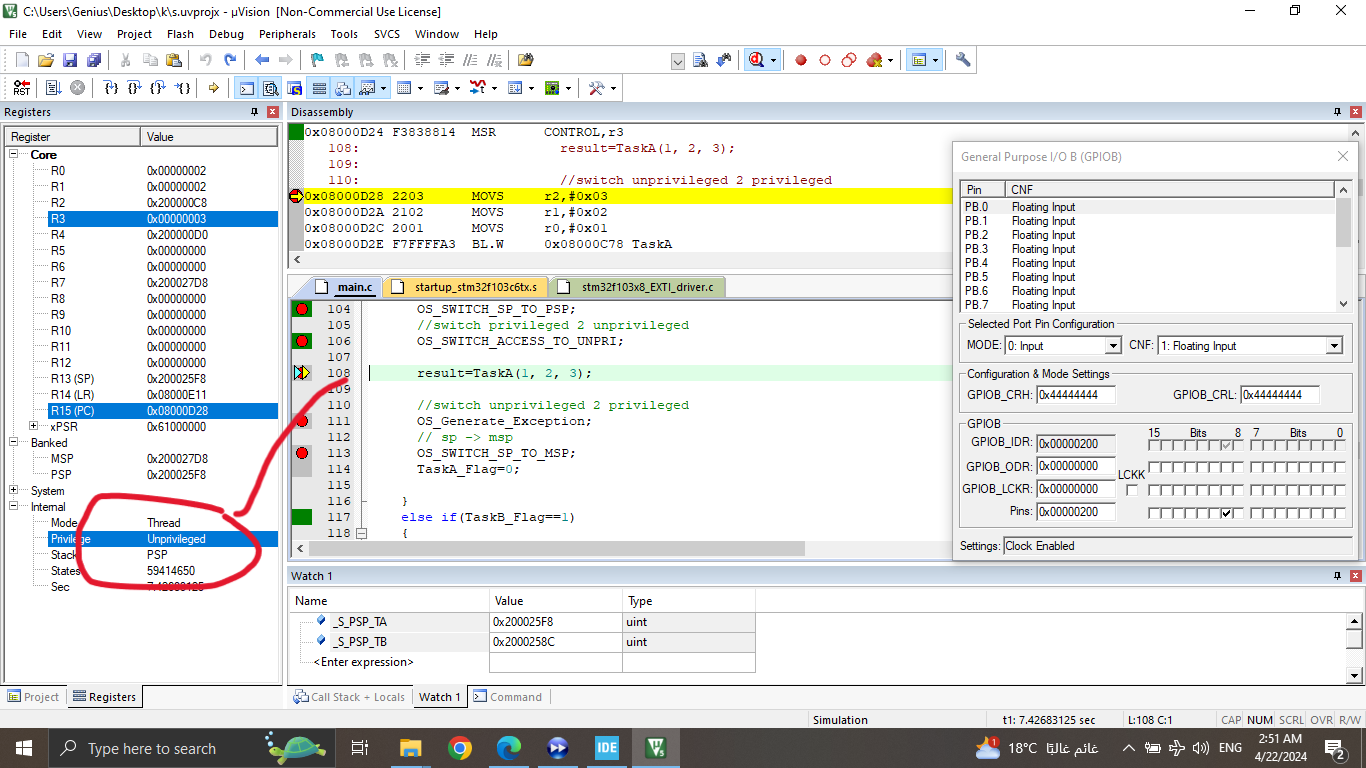 C:\Users\Genius\Desktop\k\s.uvprojx - µVision [Non-Commercial Use License]
File Edit View Project Flash Debug Peripherals Tools SVCS Window Help
Registers
Register Value
Core
R0 0x00000002
R1 0x00000002
R2 0x200000C8
R3 0x00000003
R4 0x200000D0
R5 0x00000000
R6 0x00000000
R7 0x200027D8
R8 0x00000000
R9 0x00000000
R10 0x00000000
R11 0x00000000
R12 0x00000000
R13 (SP) 0x200025F8
R14 (LR) 0x08000E11
R15 (PC) 0x08000D28
xPSR 0x61000000
Banked
MSP 0x200027D8
PSP 0x200025F8
System
Internal
Mode Thread
Privilege Unprivileged
Stack PSP
States 59414650
Sec 7.42683125
Project Registers
Disassembly
0x08000D24 F3838814 MSR CONTROL,r3
108: result=TaskA(1, 2, 3);
109:
110: //switch unprivileged 2 privileged
0x08000D28 2203 MOVS r2,#0x03
0x08000D2A 2102 MOVS r1,#0x02
0x08000D2C 2001 MOVS r0,#0x01
0x08000D2E F7FFFFA3 BL.W 0x08000C78 TaskA
main.c startup_stm32f103c6tx.s stm32f103x8_EXTI_driver.c
104 OS_SWITCH_SP_TO_PSP;
105 //switch privileged 2 unprivileged
106 OS_SWITCH_ACCESS_TO_UNPRI;
107
108 result=TaskA(1, 2, 3);
109
110 //switch unprivileged 2 privileged
111 OS_Generate_Exception;
112 // sp -> msp
113 OS_SWITCH_SP_TO_MSP;
114 TaskA_Flag=0;
115
116 }
117 else if(TaskB_Flag==1)
118 {
General Purpose I/O B (GPIOB)
Pin CNF
PB.0 Floating Input
PB.1 Floating Input
PB.2 Floating Input
PB.3 Floating Input
PB.4 Floating Input
PB.5 Floating Input
PB.6 Floating Input
PB.7 Floating Input
Selected Port Pin Configuration
MODE: 0: Input CNF: 1: Floating Input
Configuration & Mode Settings
GPIOB_CRH: 0x44444444 GPIOB_CRL: 0x44444444
GPIOB
15 Bits 8 7 Bits 0
GPIOB_IDR: 0x00000200
GPIOB_ODR: 0x00000000
LCKK
GPIOB_LCKR: 0x00000000
Pins: 0x00000200
Settings: Clock Enabled
Watch 1
Name Value Type
_S_PSP_TA 0x200025F8 uint
_S_PSP_TB 0x2000258C uint
<Enter expression>
Call Stack + Locals Watch 1 Command
Simulation t1: 7.42683125 sec L:108 C:1 CAP NUM SCRL OVR R/W
Type here to search
IDE
1
18°C غائم غالبًا
ENG
2:51 AM
4/22/2024
2